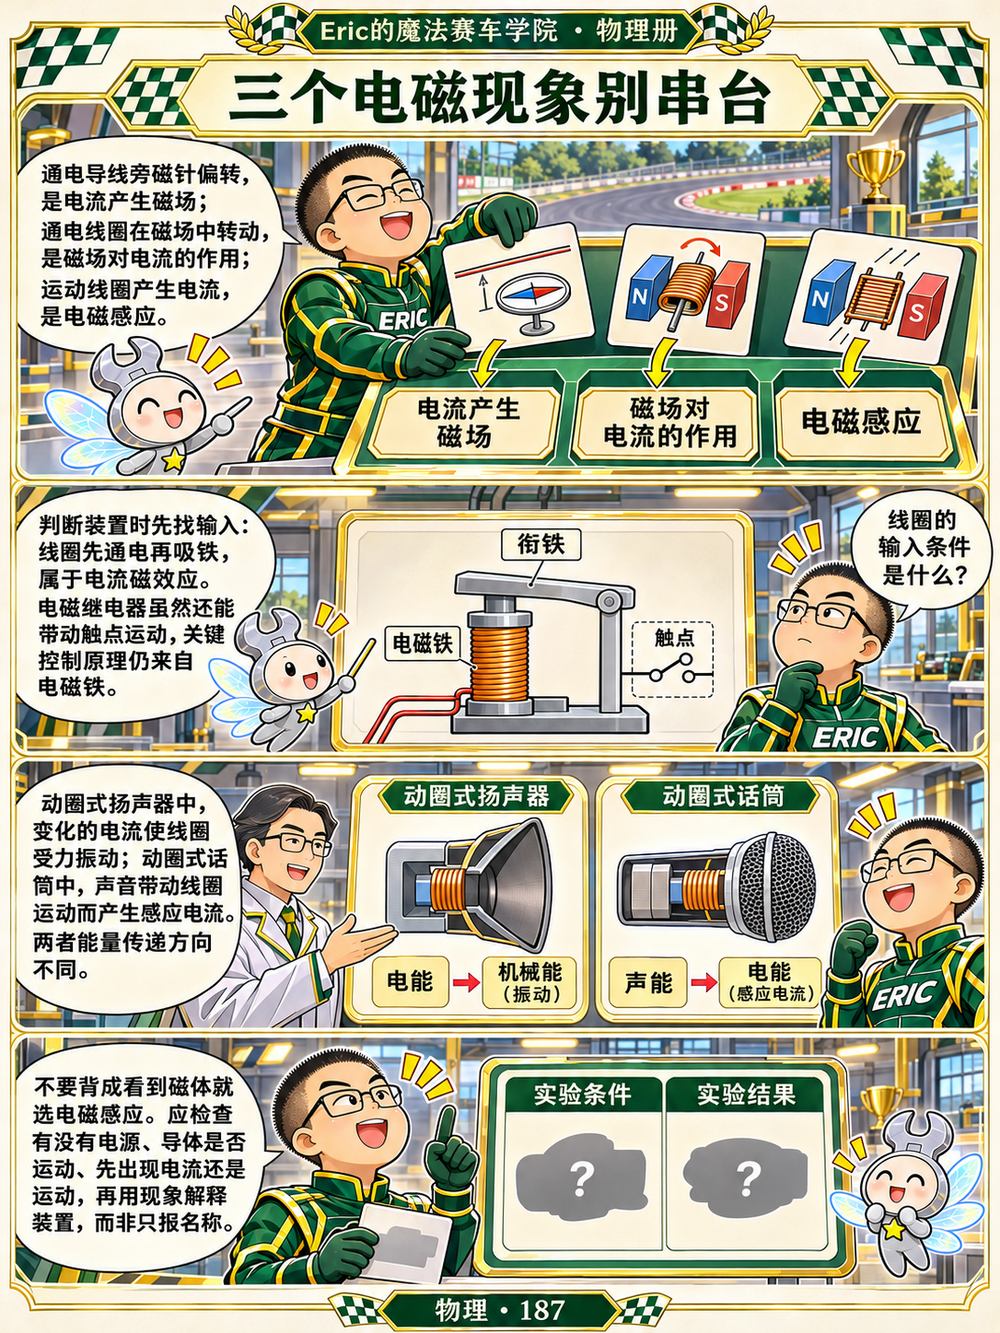 Eric的魔法赛车学院 · 物理册
三个电磁现象别串台
通电导线旁磁针偏转，
是电流产生磁场；
通电线圈在磁场中转动，
是磁场对电流的作用；
运动线圈产生电流，
是电磁感应。
ERIC
N
S
N
S
电流产生
磁场
磁场对
电流的作用
电磁感应
判断装置时先找输入：
线圈先通电再吸铁，
属于电流磁效应。
电磁继电器虽然还能
带动触点运动，关键
控制原理仍来自
电磁铁。
衔铁
电磁铁
触点
线圈的
输入条件
是什么？
ERIC
动圈式扬声器中，
变化的电流使线圈
受力振动；动圈式话
筒中，声音带动线圈
运动而产生感应电流。
两者能量传递方向
不同。
动圈式扬声器
电能
机械能
（振动）
动圈式话筒
声能
电能
（感应电流）
ERIC
不要背成看到磁体就
选电磁感应。应检查
有没有电源、导体是否
运动、先出现电流还是
运动，再用现象解释
装置，而非只报名称。
实验条件
实验结果
?
?
物理 · 187